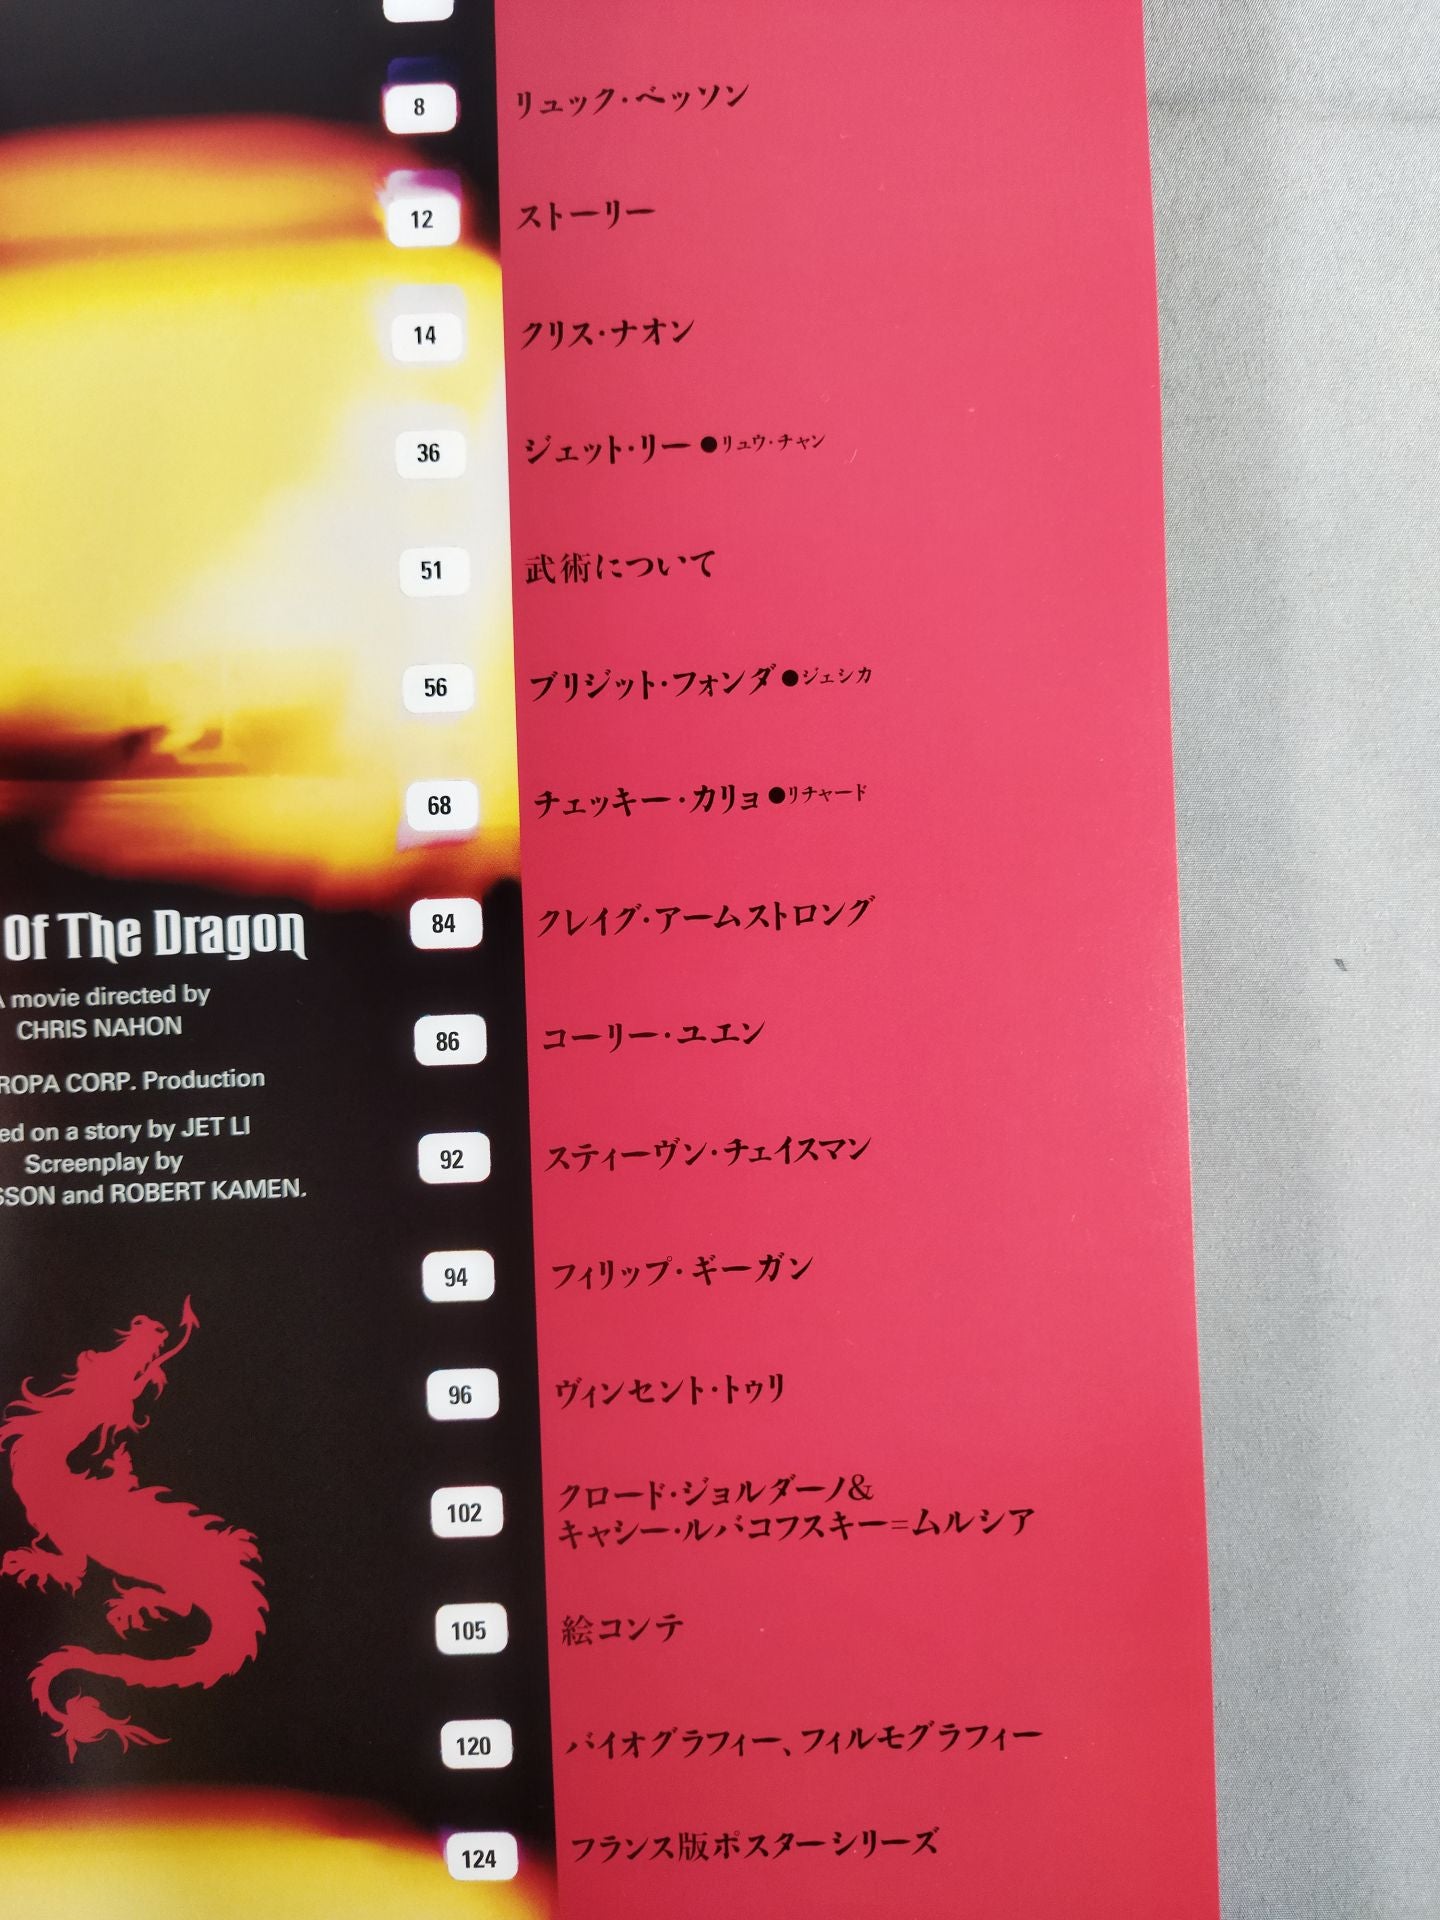 8 リュック・ベッソン
12 ストーリー
14 クリス・ナオン
36 ジェット・リー●リュウ・チャン
51 武術について
56 ブリジット・フォンダ●ジェシカ
68 チェッキー・カリョ●リチャード
84 クレイグ・アームストロング
86 コーリー・ユエン
92 スティーヴン・チェイスマン
94 フィリップ・ギーガン
96 ヴィンセント・トゥリ
102 クロード・ジョルダーノ&
キャシー・ルバコフスキー=ムルシア
105 絵コンテ
120 バイオグラフィー、フィルモグラフィー
124 フランス版ポスターシリーズ
Of The Dragon
A movie directed by
CHRIS NAHON
ROPA CORP. Production
ed on a story by JET LI
Screenplay by
SSON and ROBERT KAMEN.